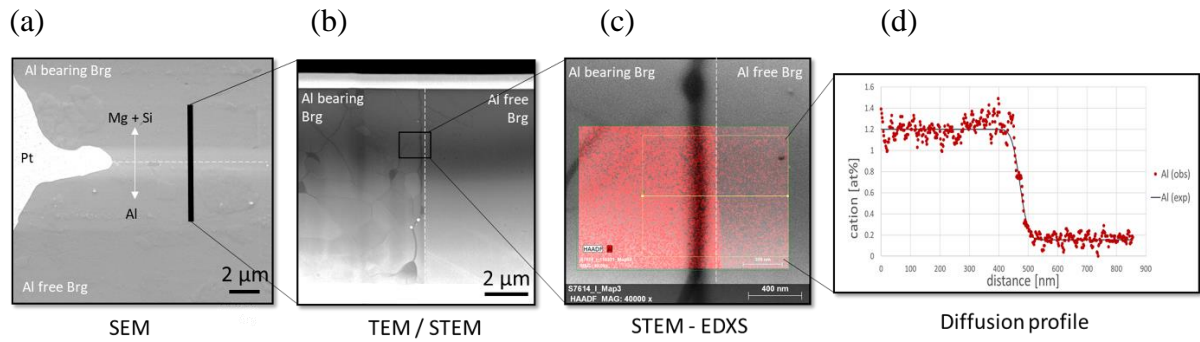 (a)
(b)
(c)
(d)
Al bearing Brg
Mg + Si
Pt
Al
Al free Brg
2 μm
SEM
Al bearing
Brg
Al free
Brg
2 μm
TEM / STEM
Al bearing Brg
Al free Brg
HAADF
S7614_I_Map3
HAADF MAG: 40000 x
400 nm
STEM - EDXS
cation [at%]
1.6
1.4
1.2
1
0.8
0.6
0.4
0.2
0
0
100
200
300
400
500
600
700
800
900
distance [nm]
Al (obs)
Al (exp)
Diffusion profile